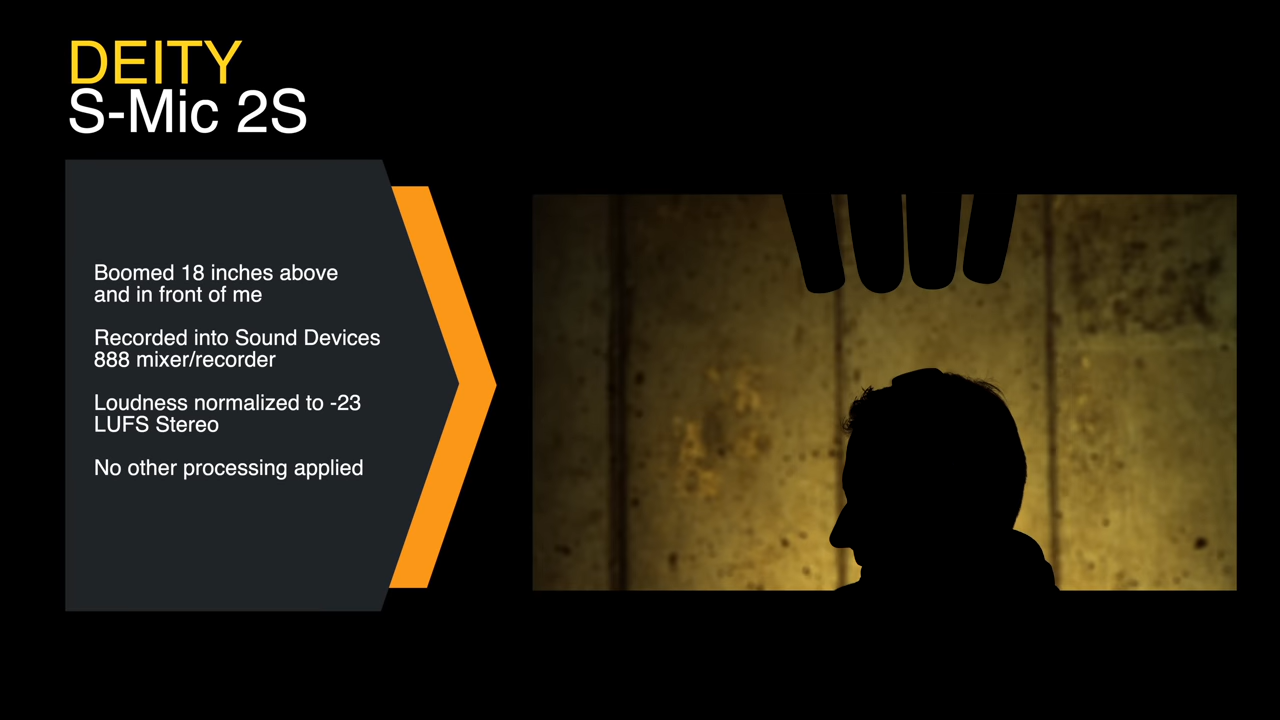 DEITY
S-Mic 2S
Boomed 18 inches above
and in front of me
Recorded into Sound Devices
888 mixer/recorder
Loudness normalized to -23
LUFS Stereo
No other processing applied